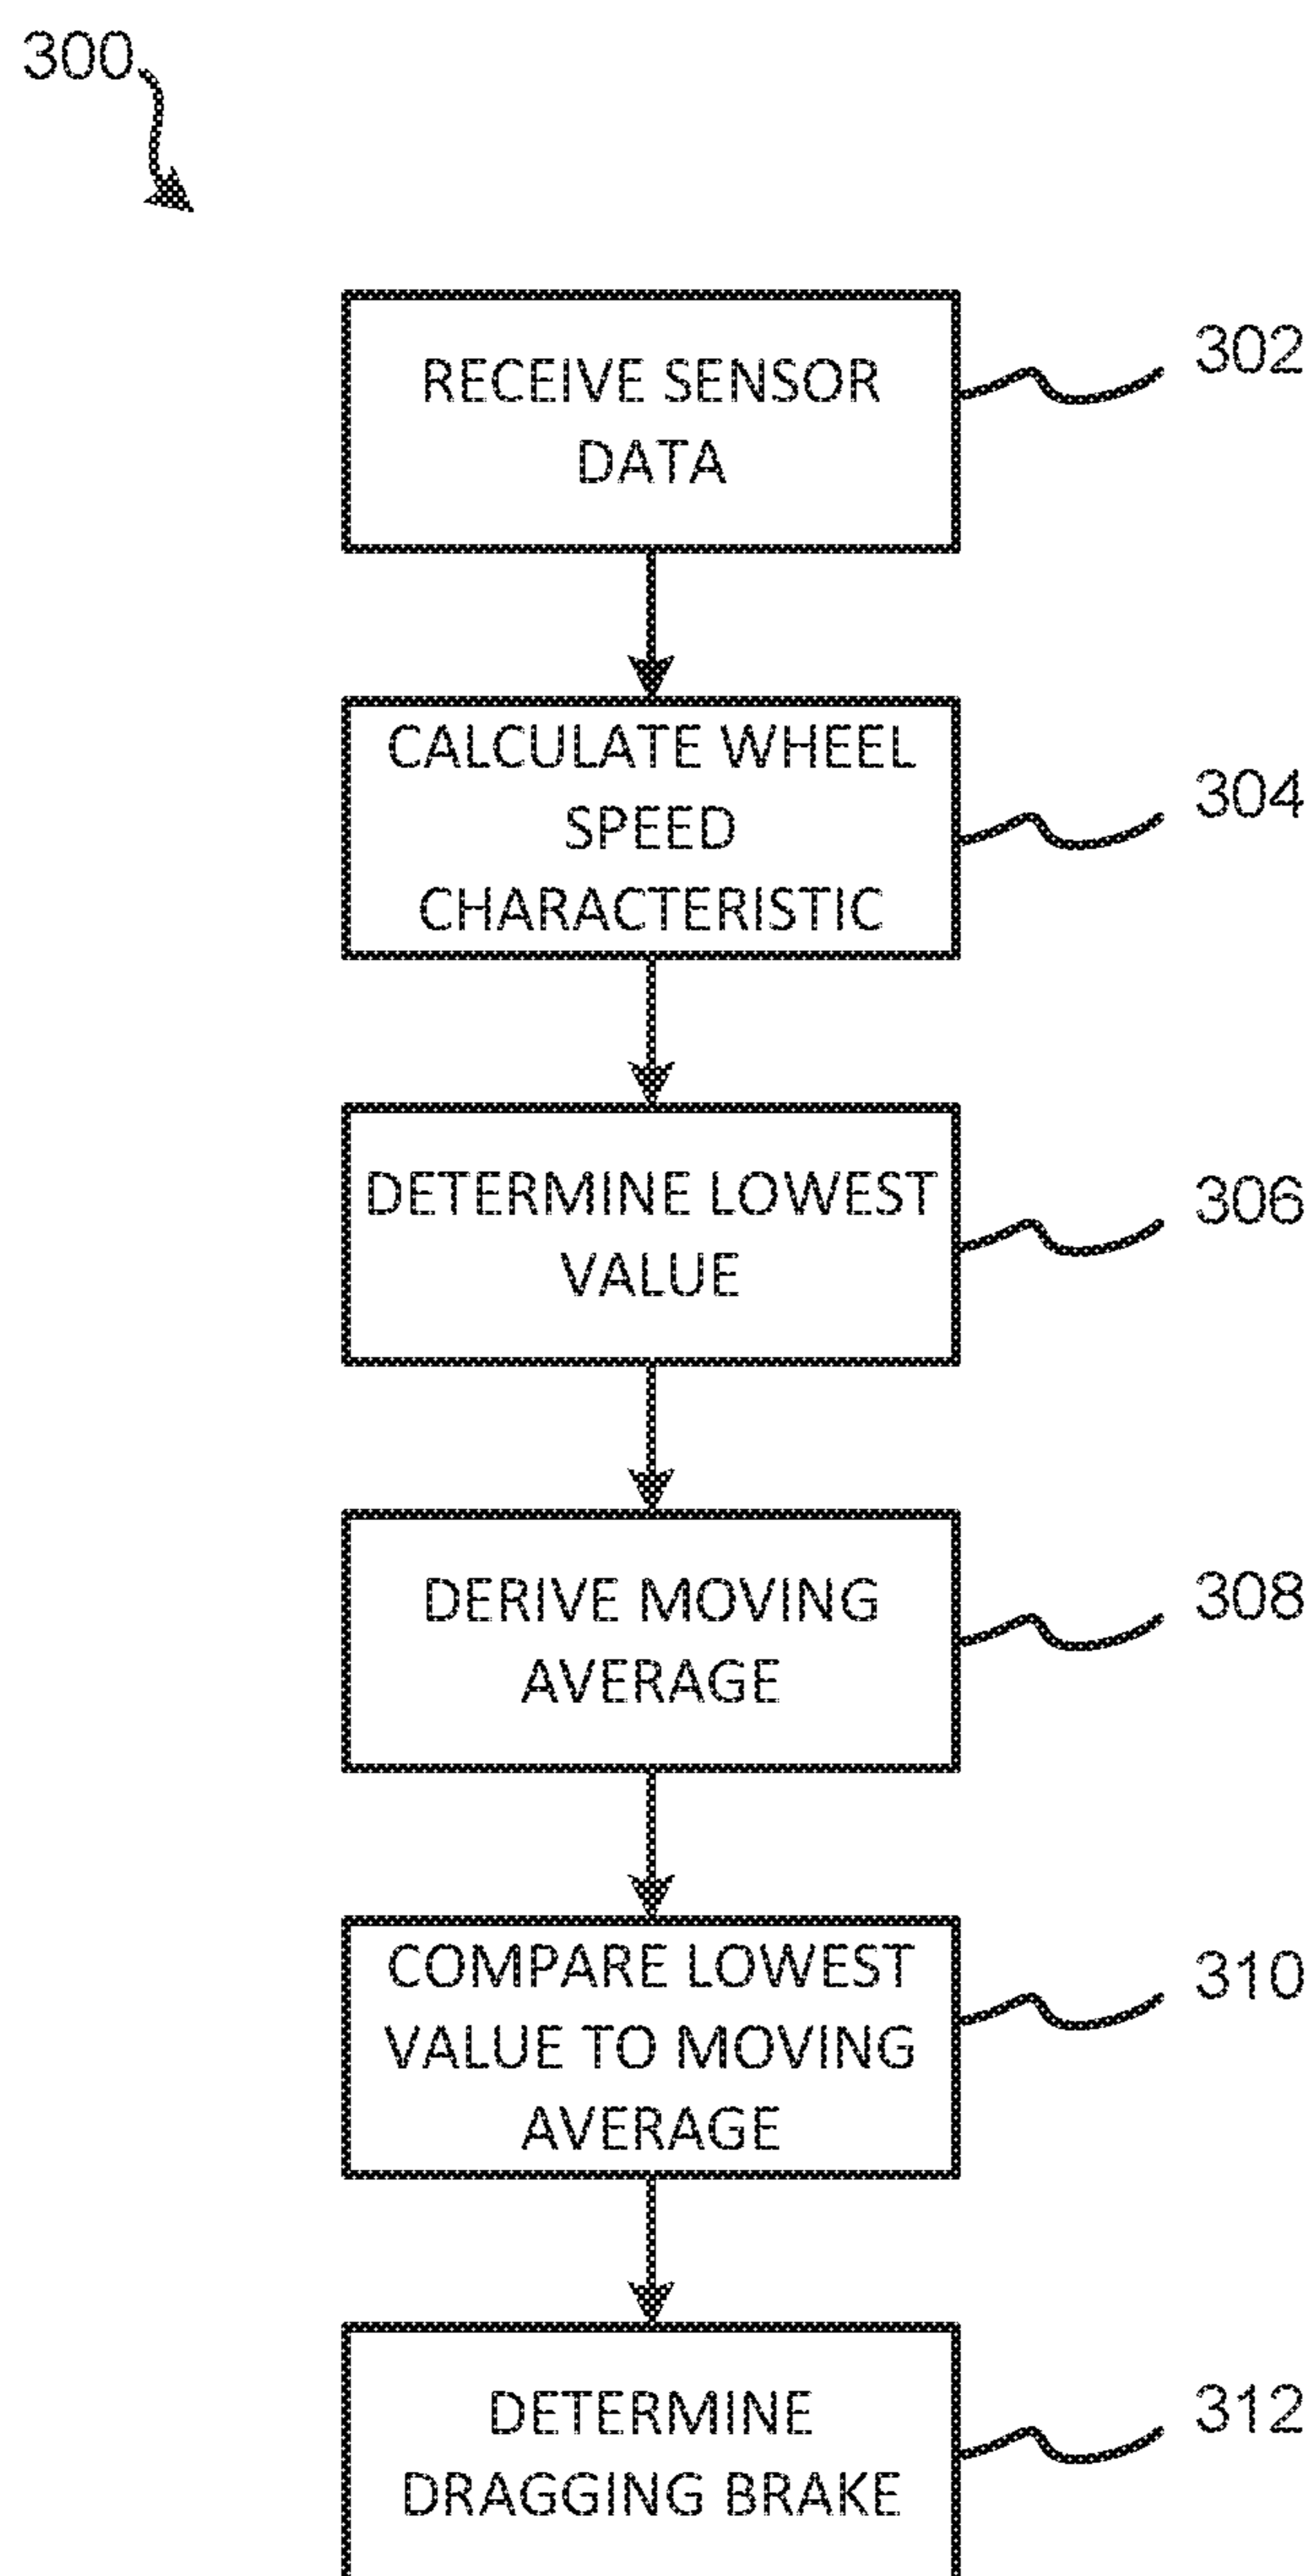 300
RECEIVE SENSOR
DATA
302
CALCULATE WHEEL
SPEED
CHARACTERISTIC
304
DETERMINE LOWEST
VALUE
306
DERIVE MOVING
AVERAGE
308
COMPARE LOWEST
VALUE TO MOVING
AVERAGE
310
DETERMINE
DRAGGING BRAKE
312